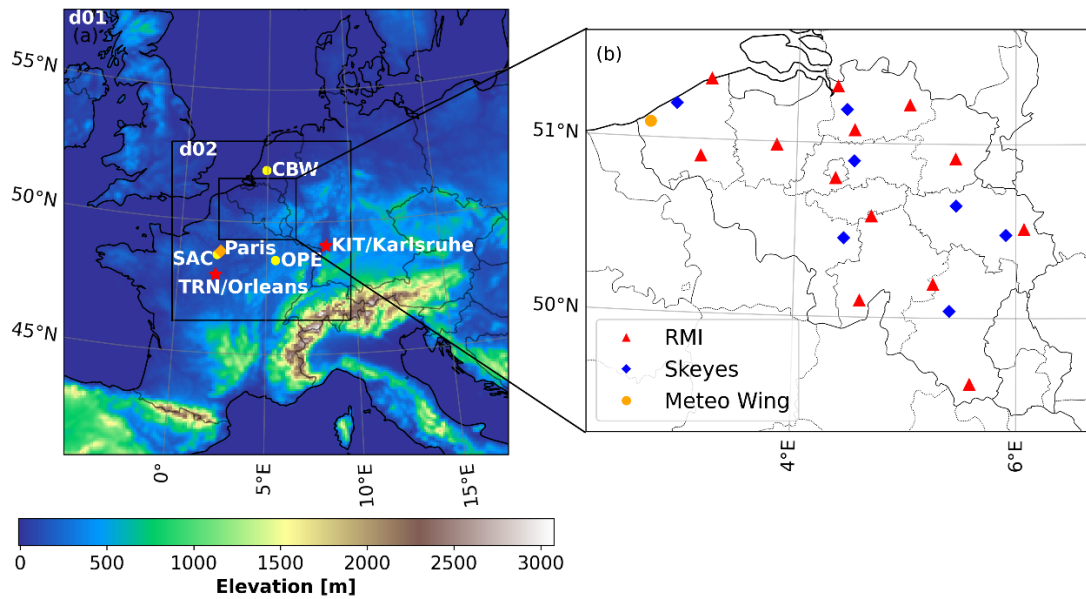 d01
(a)
55°N
50°N
45°N
d02
CBW
Paris
SAC
KIT/Karlsruhe
OPE
TRN/Orleans
0°
5°E
10°E
15°E
0
500
1000
1500
2000
2500
3000
Elevation [m]
(b)
51°N
50°N
RMI
Skeyes
Meteo Wing
4°E
6°E